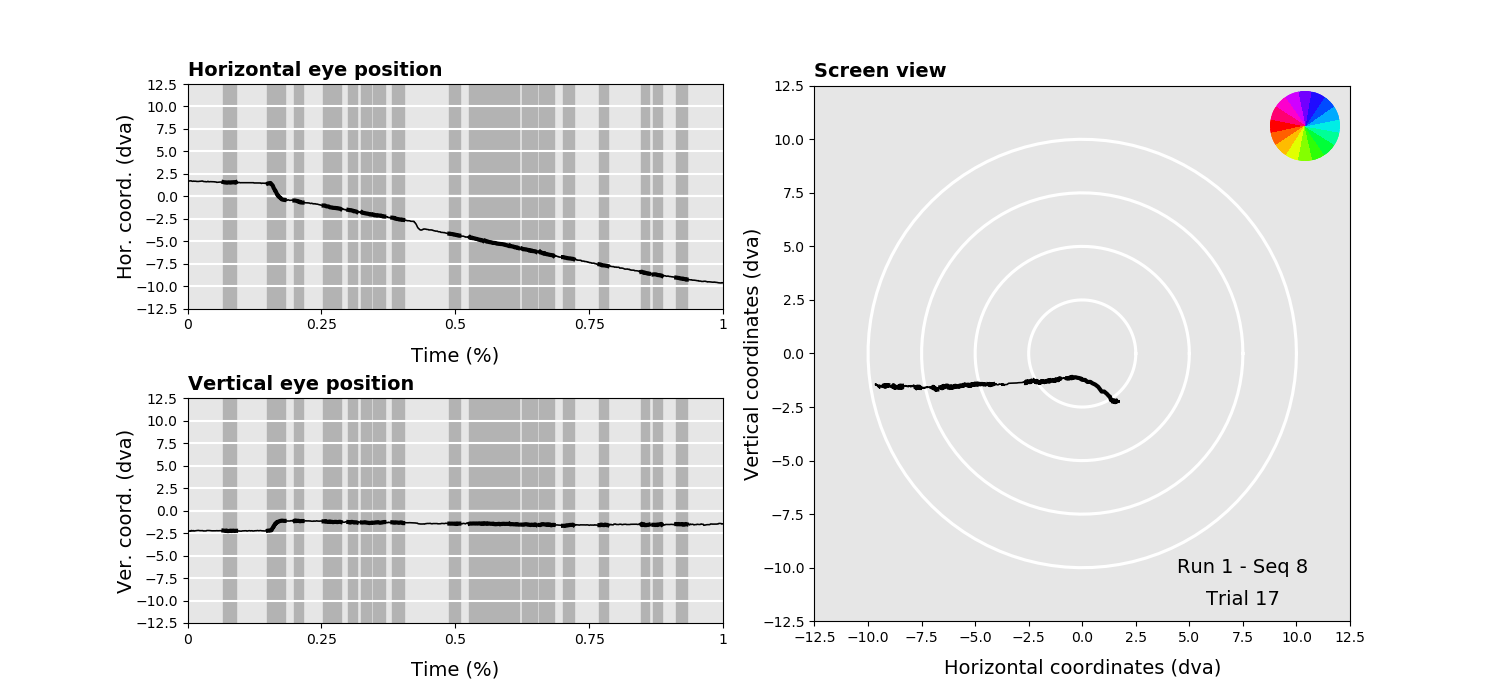 Horizontal eye position
Hor. coord. (dva)
12.5
10.0
7.5
5.0
2.5
0.0
−2.5
−5.0
−7.5
−10.0
−12.5
0 0.25 0.5 0.75 1
Time (%)
Vertical eye position
Ver. coord. (dva)
12.5
10.0
7.5
5.0
2.5
0.0
−2.5
−5.0
−7.5
−10.0
−12.5
0 0.25 0.5 0.75 1
Time (%)
Screen view
Vertical coordinates (dva)
12.5
10.0
7.5
5.0
2.5
0.0
−2.5
−5.0
−7.5
−10.0
−12.5
Run 1 - Seq 8
Trial 17
−12.5 −10.0 −7.5 −5.0 −2.5 0.0 2.5 5.0 7.5 10.0 12.5
Horizontal coordinates (dva)